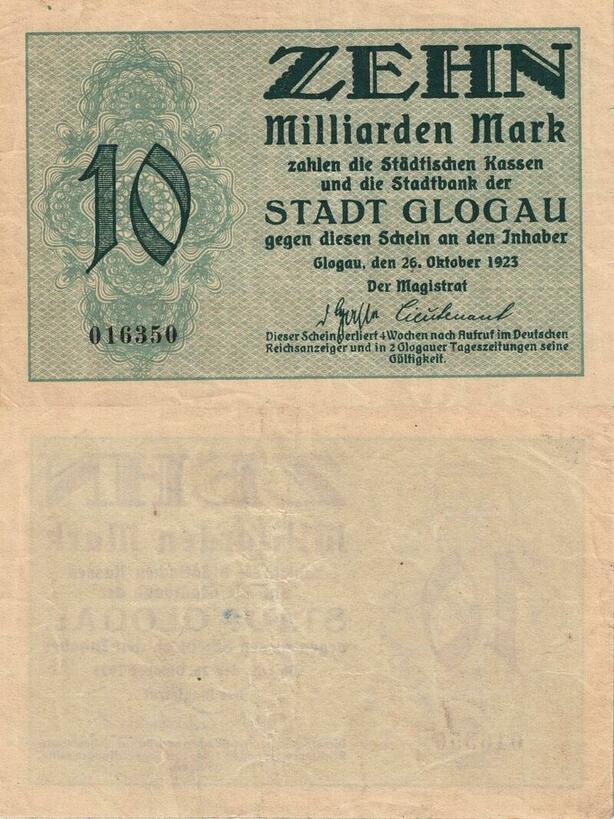 ZEHN
Milliarden Mark
zahlen die Städtischen Kassen
und die Stadtbank der
STADT GLOGAU
gegen diesen Schein an den Inhaber
Glogau, den 26. Oktober 1923
Der Magistrat
Lieutenant
Dieser Schein verliert 4 Wochen nach Aufruf im Deutschen
Reichsanzeiger und in 2 Glogauer Tageszeitungen seine
Gültigkeit.
10
016350